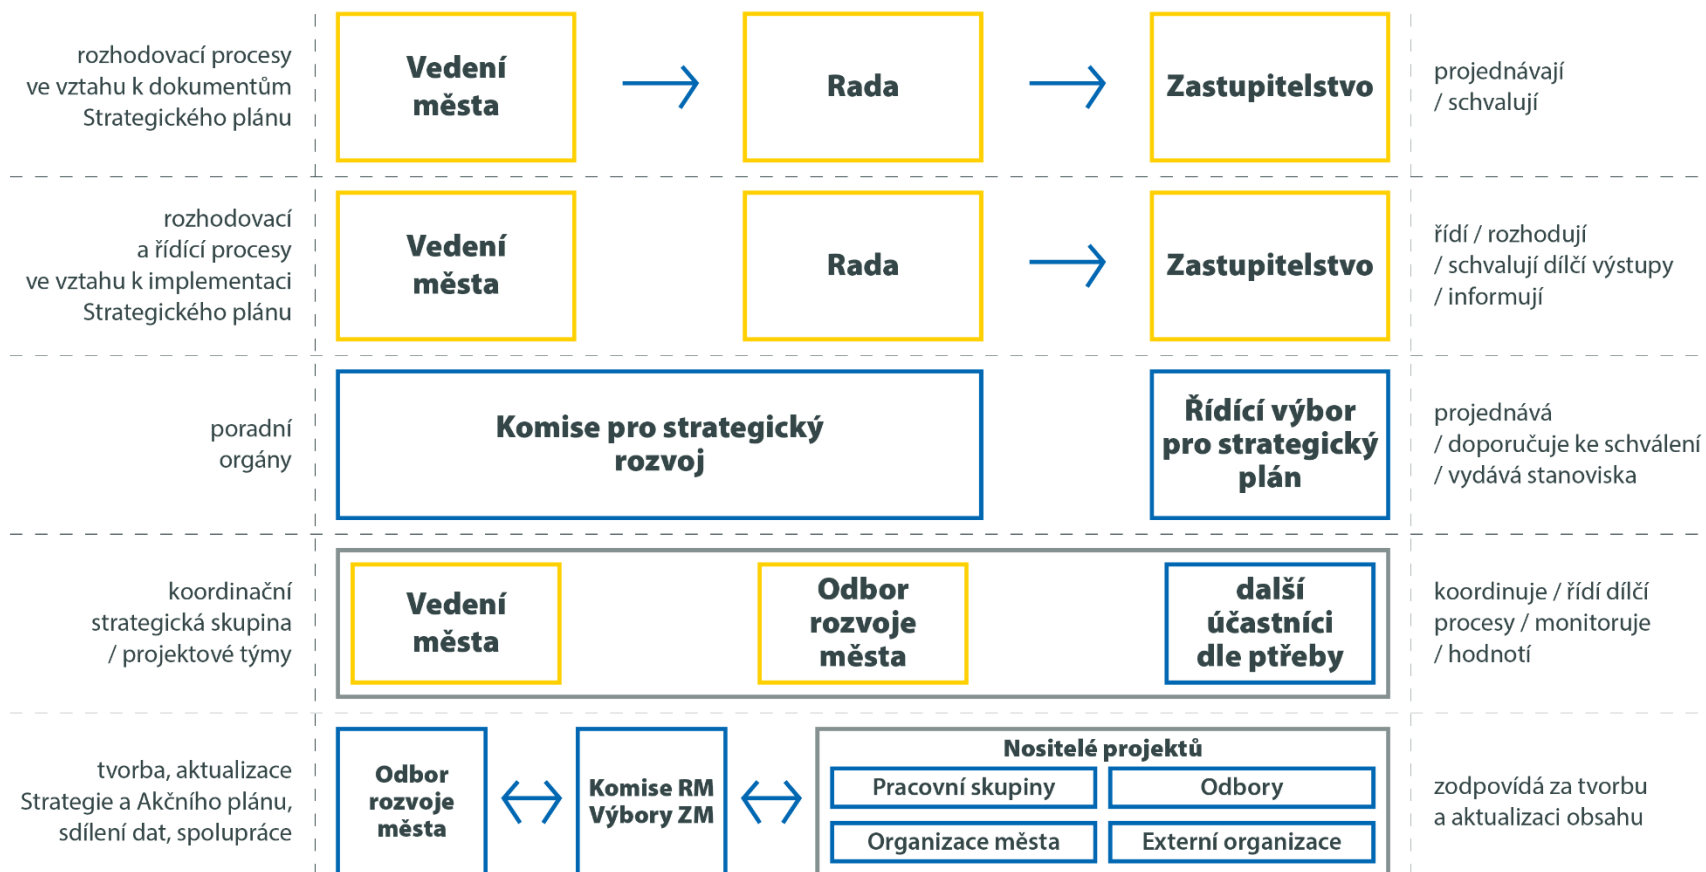 rozhodovací procesy
ve vztahu k dokumentům
Strategického plánu
Vedení
města
Rada
Zastupitelstvo
projednávají
/ schvalují
rozhodovací
a řídící procesy
ve vztahu k implementaci
Strategického plánu
Vedení
města
Rada
Zastupitelstvo
řídí / rozhodují
/ schvalují dílčí výstupy
/ informují
poradní
orgány
Komise pro strategický
rozvoj
Řídící výbor
pro strategický
plán
projednává
/ doporučuje ke schválení
/ vydává stanoviska
koordinační
strategická skupina
/ projektové týmy
Vedení
města
Odbor
rozvoje
města
další
účastníci
dle ptřeby
koordinuje / řídí dílčí
procesy / monitoruje
/ hodnotí
tvorba, aktualizace
Strategie a Akčního plánu,
sdílení dat, spolupráce
Odbor
rozvoje
města
Komise RM
Výbory ZM
Nositelé projektů
Pracovní skupiny
Odbory
Organizace města
Externí organizace
zodpovídá za tvorbu
a aktualizaci obsahu